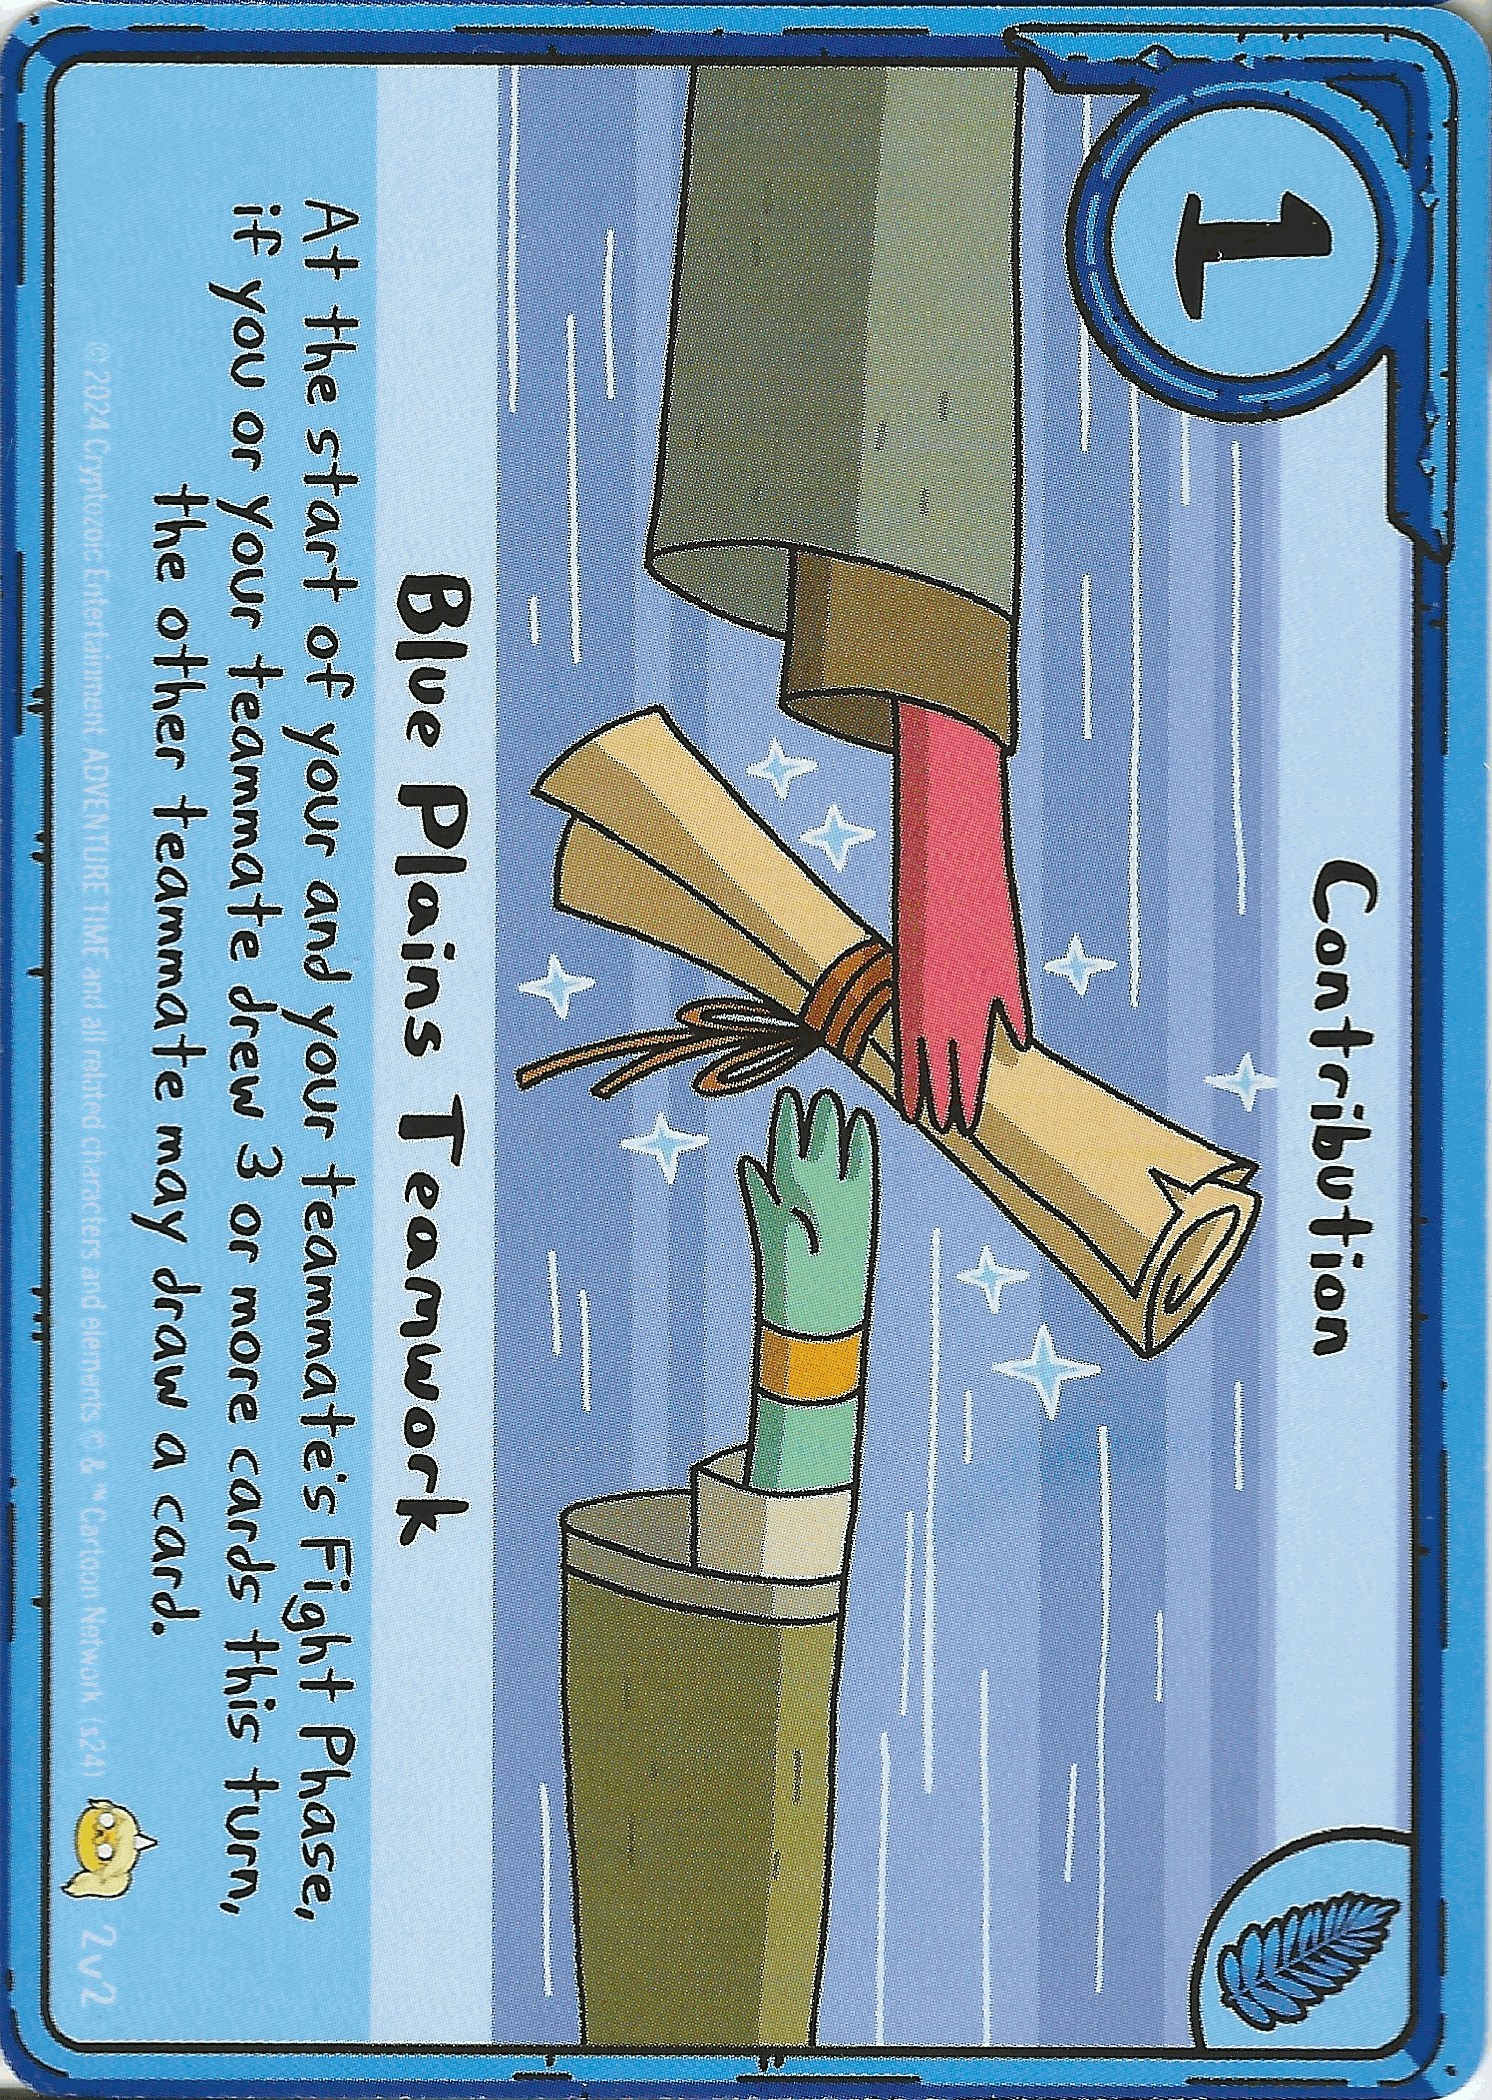 1
Contribution
Blue Plains Teamwork
At the start of your and your teammate's Fight Phase,
if you or your teammate drew 3 or more cards this turn,
the other teammate may draw a card.
© 2024 Cryptozoic Entertainment ADVENTURE TIME and all related characters and elements © & ™ Cartoon Network (s24)
2v2